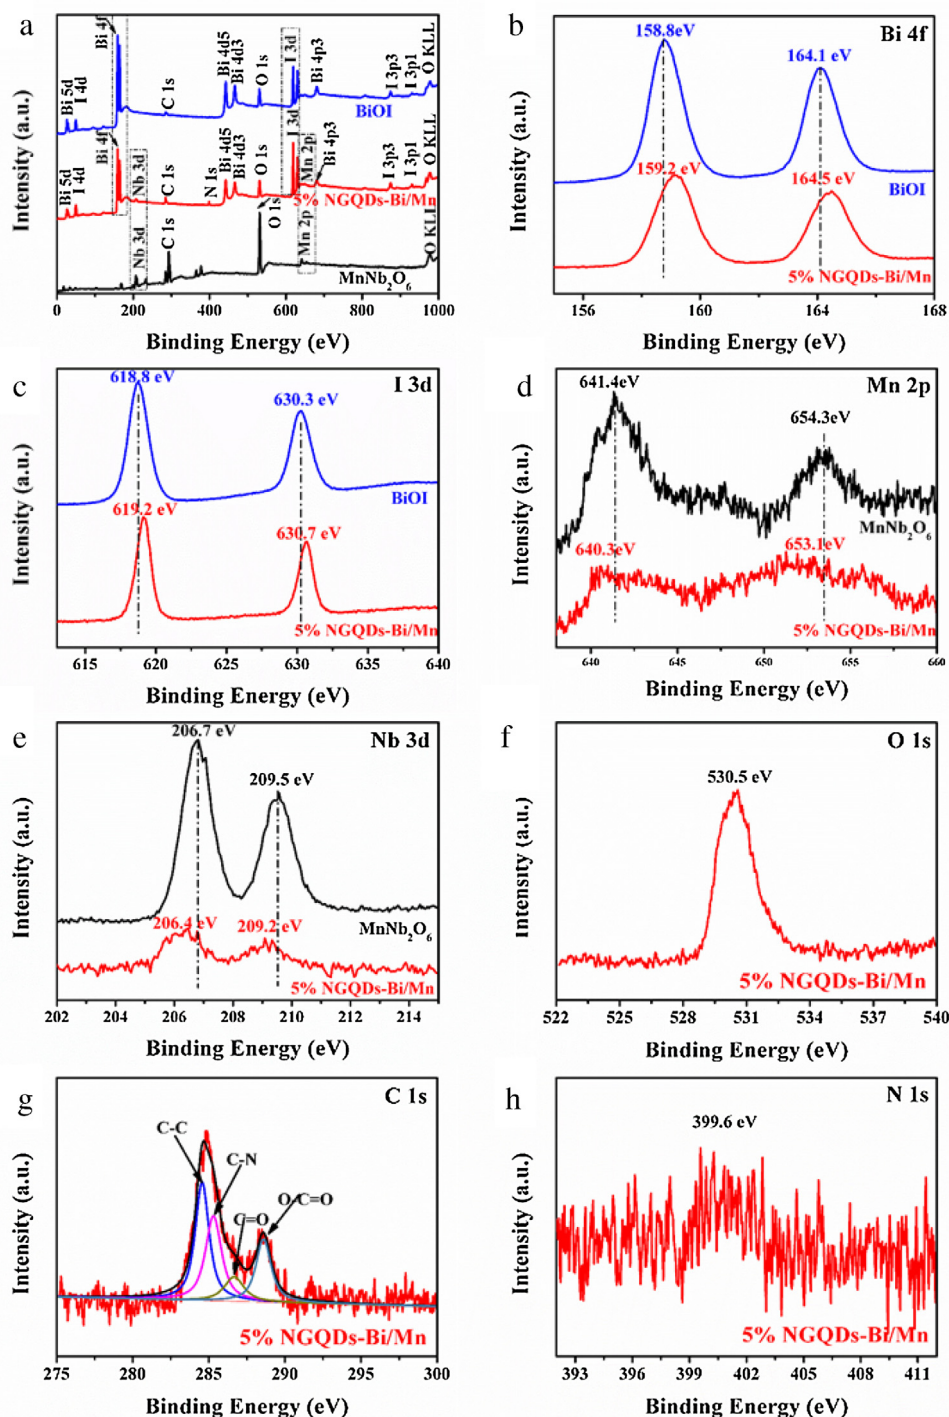 a
Bi 5d
I 4d
Bi 4f
C 1s
Bi 4d5
Bi 4d3
O 1s
I 3d
Bi 4p3
I 3p3
I 3p1
O KLL
BiOI
Bi 5d
I 4d
Bi 4f
Nb 3d
C 1s
N 1s
Bi 4d5
Bi 4d3
O 1s
I 3d
Mn 2p
Bi 4p3
I 3p3
I 3p1
O KLL
5% NGQDs-Bi/Mn
Nb 3d
C 1s
O 1s
Mn 2p
O KLL
MnNb₂O₆
Intensity (a.u.)
0 200 400 600 800 1000
Binding Energy (eV)
b
Bi 4f
158.8eV
164.1 eV
BiOI
159.2 eV
164.5 eV
5% NGQDs-Bi/Mn
Intensity (a.u.)
156 160 164 168
Binding Energy (eV)
c
I 3d
618.8 eV
630.3 eV
BiOI
619.2 eV
630.7 eV
5% NGQDs-Bi/Mn
Intensity (a.u.)
615 620 625 630 635 640
Binding Energy (eV)
d
Mn 2p
641.4eV
654.3eV
MnNb₂O₆
640.3eV
653.1eV
5% NGQDs-Bi/Mn
Intensity (a.u.)
640 645 650 655 660
Binding Energy (eV)
e
Nb 3d
206.7 eV
209.5 eV
MnNb₂O₆
206.4 eV
209.2 eV
5% NGQDs-Bi/Mn
Intensity (a.u.)
202 204 206 208 210 212 214
Binding Energy (eV)
f
O 1s
530.5 eV
5% NGQDs-Bi/Mn
Intensity (a.u.)
522 525 528 531 534 537 540
Binding Energy (eV)
g
C 1s
C-C
C-N
C=O
O-C=O
5% NGQDs-Bi/Mn
Intensity (a.u.)
275 280 285 290 295 300
Binding Energy (eV)
h
N 1s
399.6 eV
5% NGQDs-Bi/Mn
Intensity (a.u.)
393 396 399 402 405 408 411
Binding Energy (eV)